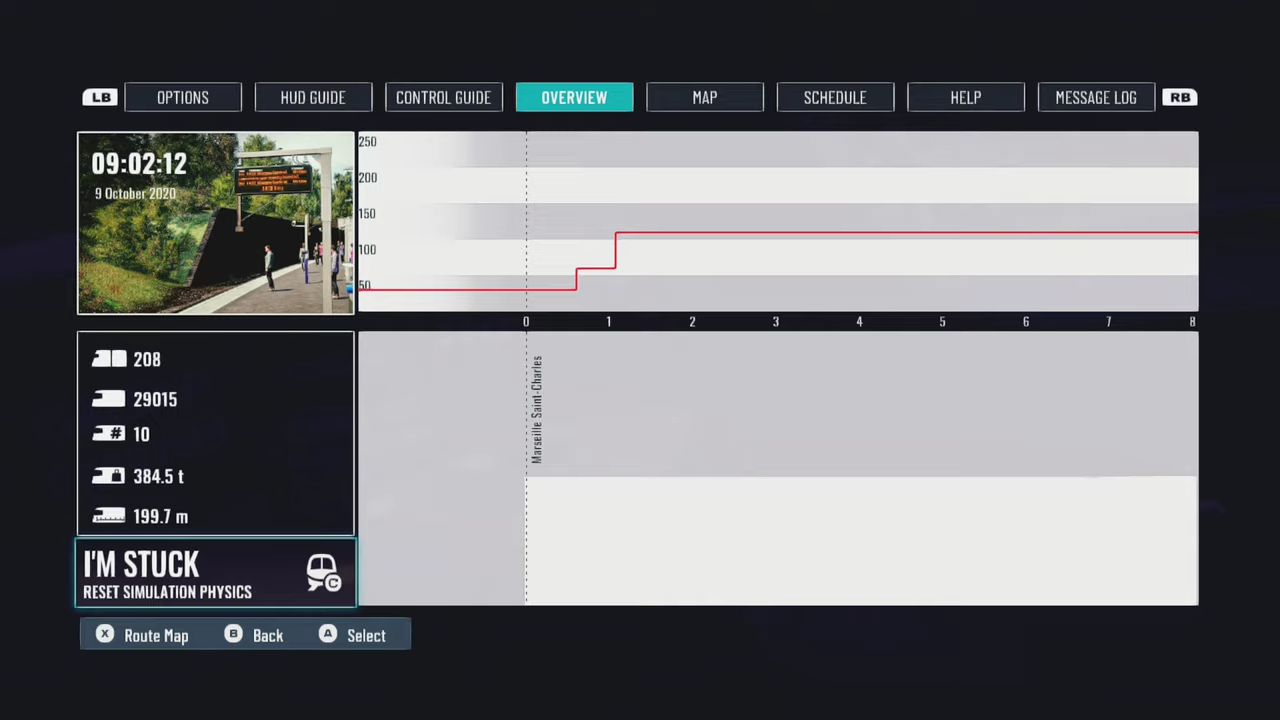 LB OPTIONS HUD GUIDE CONTROL GUIDE OVERVIEW MAP SCHEDULE HELP MESSAGE LOG RB
09:02:12
9 October 2020
250
200
150
100
50
0 1 2 3 4 5 6 7 8
Marseille Saint-Charles
208
29015
# 10
384.5 t
199.7 m
I'M STUCK
RESET SIMULATION PHYSICS
C
X Route Map B Back A Select